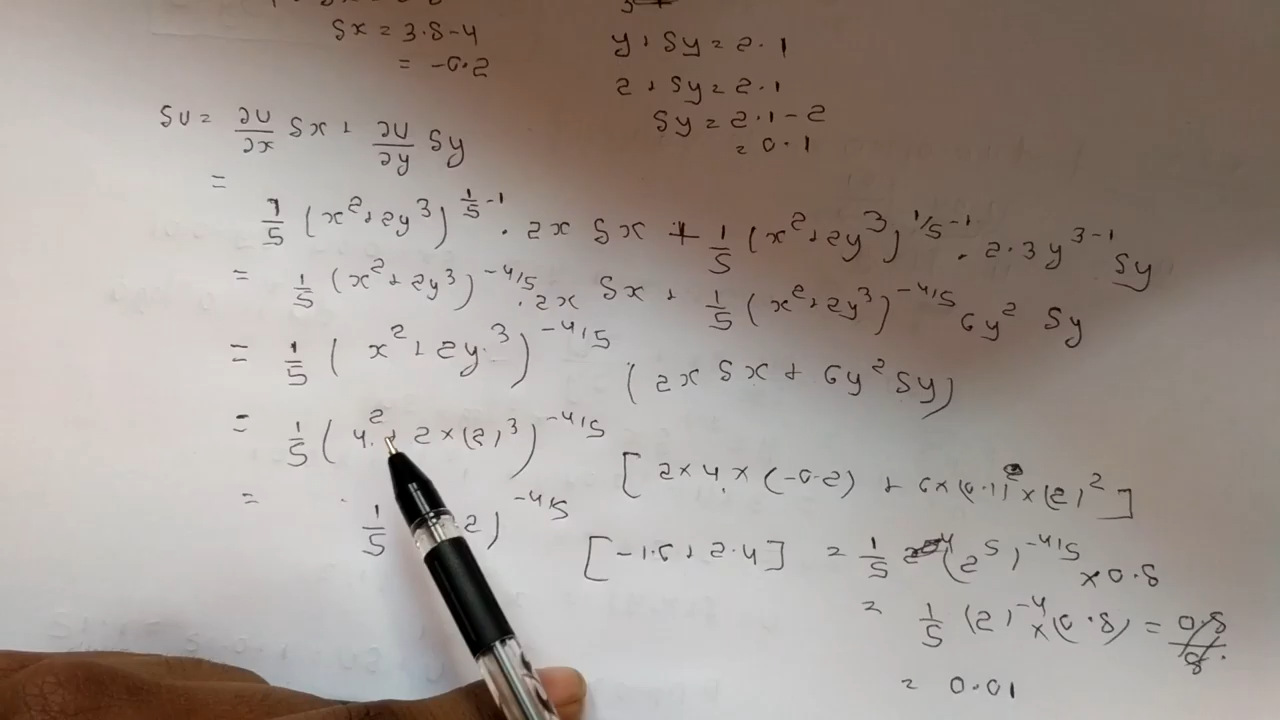 δx = 3.8-4
= -0.2
y + δy = 2.1
2 + δy = 2.1
δy = 2.1-2
= 0.1
δu = ∂u/∂x δx + ∂u/∂y δy
= 1/5 (x²+2y³)^(1/5-1) . 2x δx + 1/5 (x²+2y³)^(1/5-1) . 2.3y^(3-1) δy
= 1/5 (x²+2y³)^(-4/5) .2x δx + 1/5 (x²+2y³)^(-4/5) 6y² δy
= 1/5 (x²+2y³)^(-4/5) (2x δx + 6y² δy)
= 1/5 (4²+2×(2)³)^(-4/5) [2×4×(-0.2) + 6×(0.1)×(2)²]
= 1/5 2)^(-4/5) [-1.6+2.4] = 1/5 (2⁵)^(-4/5) ×0.8
= 1/5 (2)^-4 ×(0.8) =
= 0.01